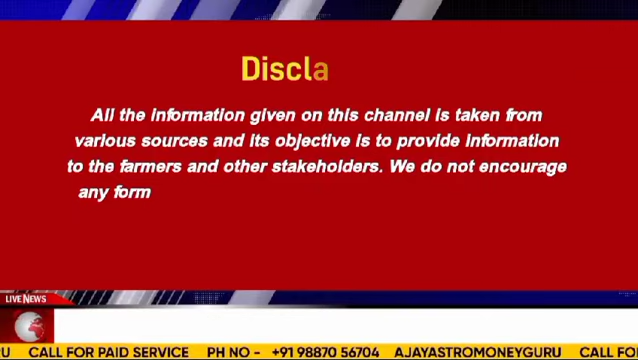 Discla
All the information given on this channel is taken from
various sources and its objective is to provide information
to the farmers and other stakeholders. We do not encourage
any form
LIVE NEWS
RU CALL FOR PAID SERVICE PH NO - +91 98870 56704 AJAYASTROMONEYGURU CALL FO